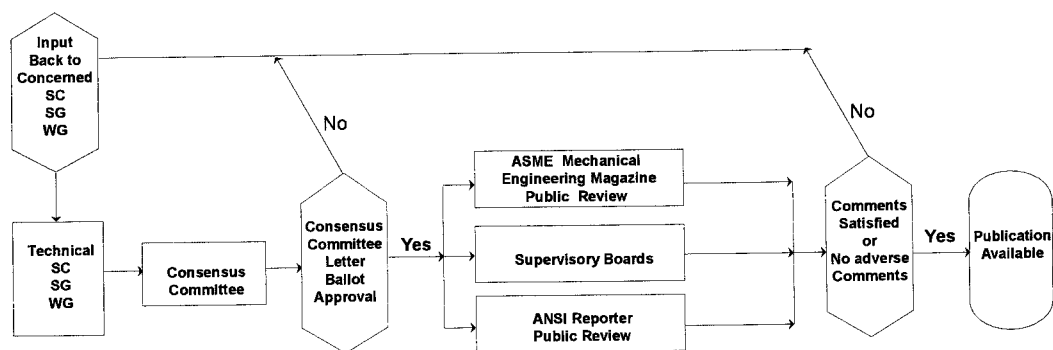 Input
Back to
Concerned
SC
SG
WG
No
No
Technical
SC
SG
WG
Consensus
Committee
Consensus
Committee
Letter
Ballot
Approval
Yes
ASME Mechanical
Engineering Magazine
Public Review
Supervisory Boards
ANSI Reporter
Public Review
Comments
Satisfied
or
No adverse
Comments
Yes
Publication
Available